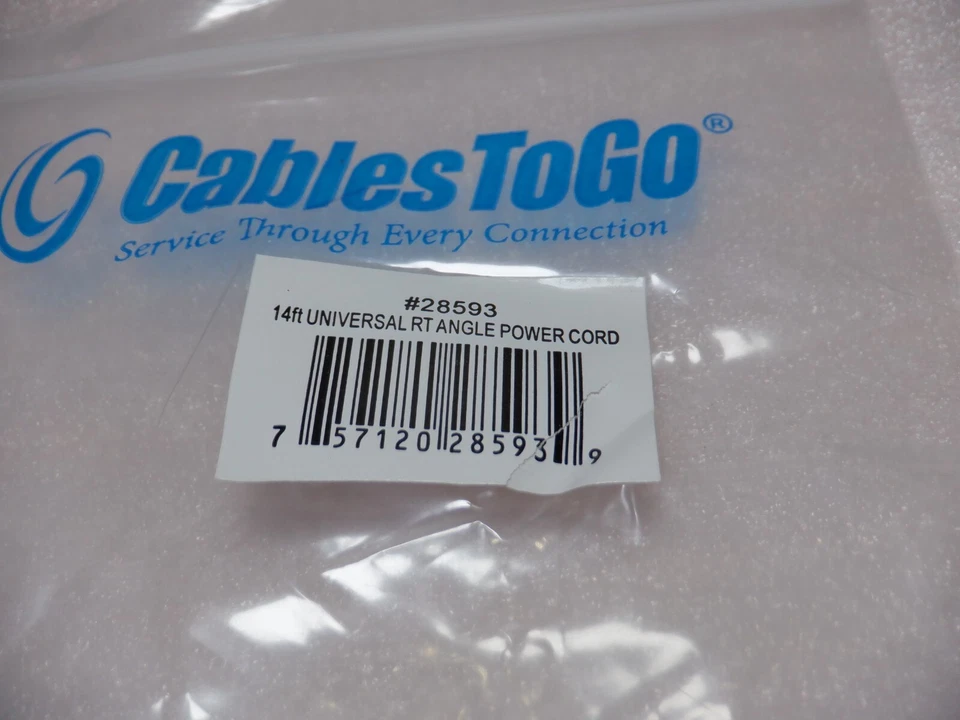 CablesToGo®
Service Through Every Connection
#28593
14ft UNIVERSAL RT ANGLE POWER CORD
7 57120 28593 9